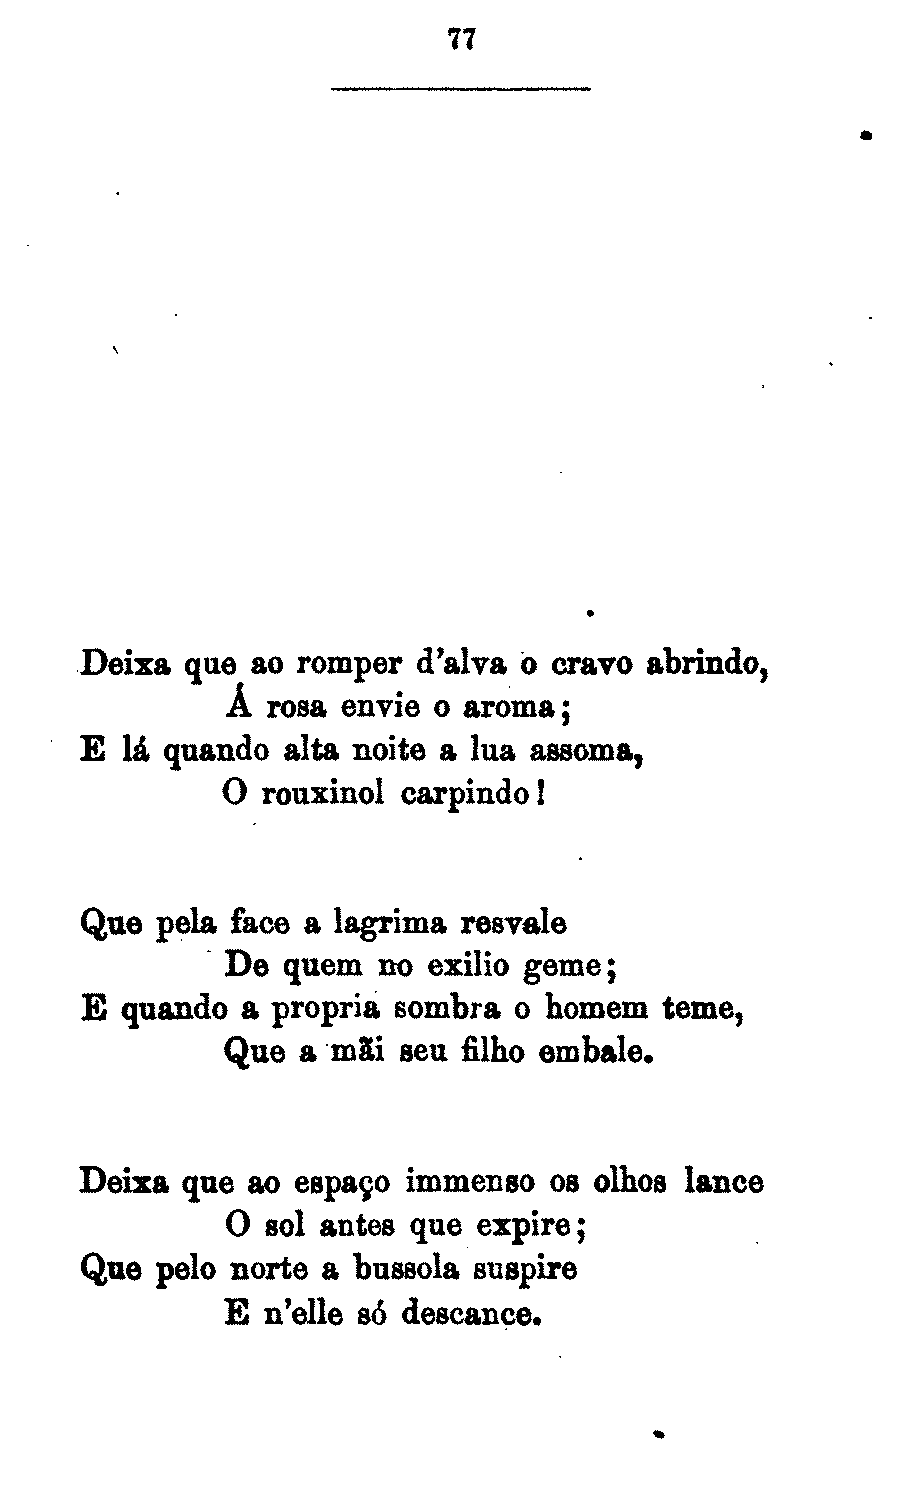 77
Deixa que ao romper d'alva o cravo abrindo,
Á rosa envie o aroma;
E lá quando alta noite a lua assoma,
O rouxinol carpindo!
Que pela face a lagrima resvale
De quem no exilio geme;
E quando a propria sombra o homem teme,
Que a mãi seu filho embale.
Deixa que ao espaço immenso os olhos lance
O sol antes que expire;
Que pelo norte a bussola suspire
E n'elle só descance.